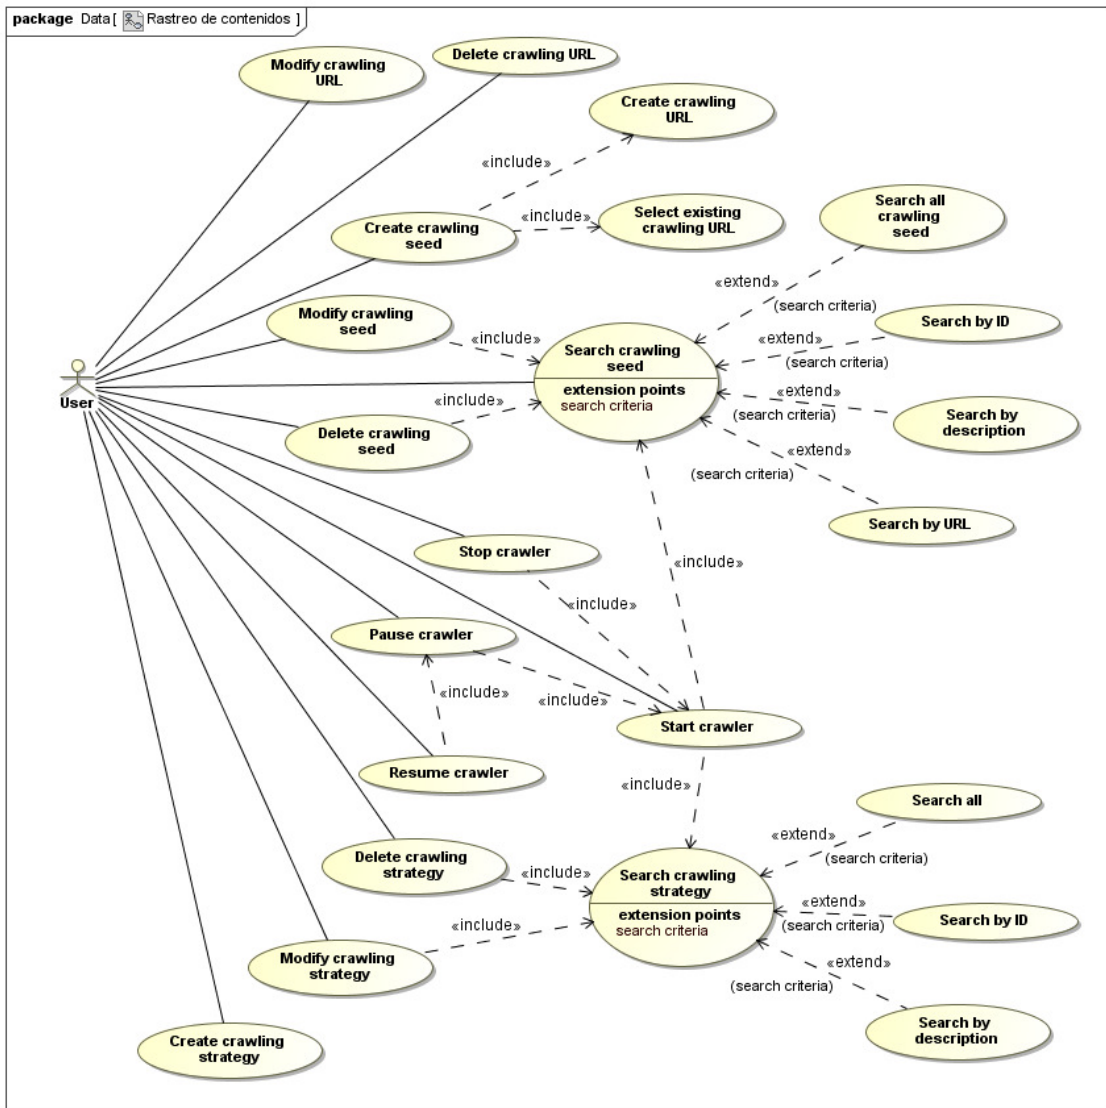 package Data [ Rastreo de contenidos ]
Modify crawling
URL
Delete crawling URL
Create crawling
URL
«include»
Create crawling
seed
«include»
Select existing
crawling URL
Search all
crawling
seed
«extend»
(search criteria)
Modify crawling
seed
«include»
Search crawling
seed
extension points
search criteria
Search by ID
«extend»
(search criteria)
User
Delete crawling
seed
«include»
«extend»
(search criteria)
Search by
description
«extend»
(search criteria)
Search by URL
Stop crawler
«include»
«include»
Pause crawler
«include»
«include»
Start crawler
Resume crawler
«include»
Search all
«extend»
(search criteria)
Delete crawling
strategy
«include»
Search crawling
strategy
extension points
search criteria
«extend»
(search criteria)
Search by ID
Modify crawling
strategy
«include»
«extend»
(search criteria)
Search by
description
Create crawling
strategy